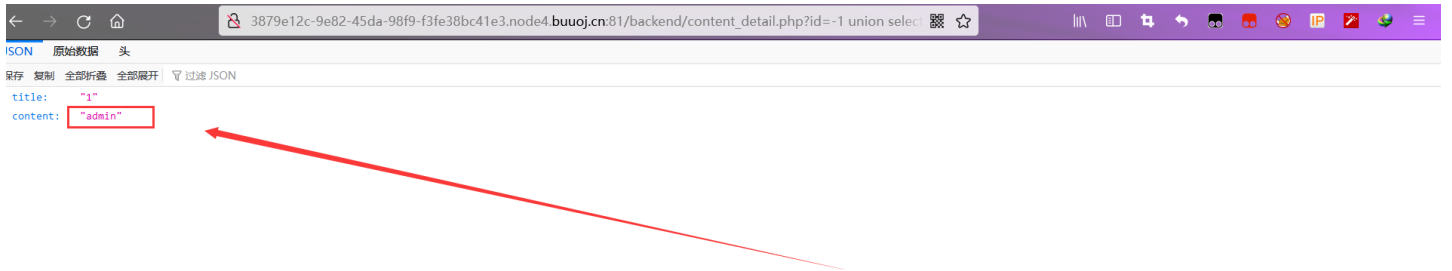 3879e12c-9e82-45da-98f9-f3fe38bc41e3.node4.buuoj.cn:81/backend/content_detail.php?id=-1 union selec
JSON 原始数据 头
保存 复制 全部折叠 全部展开 过滤 JSON
title: "1"
content: "admin"